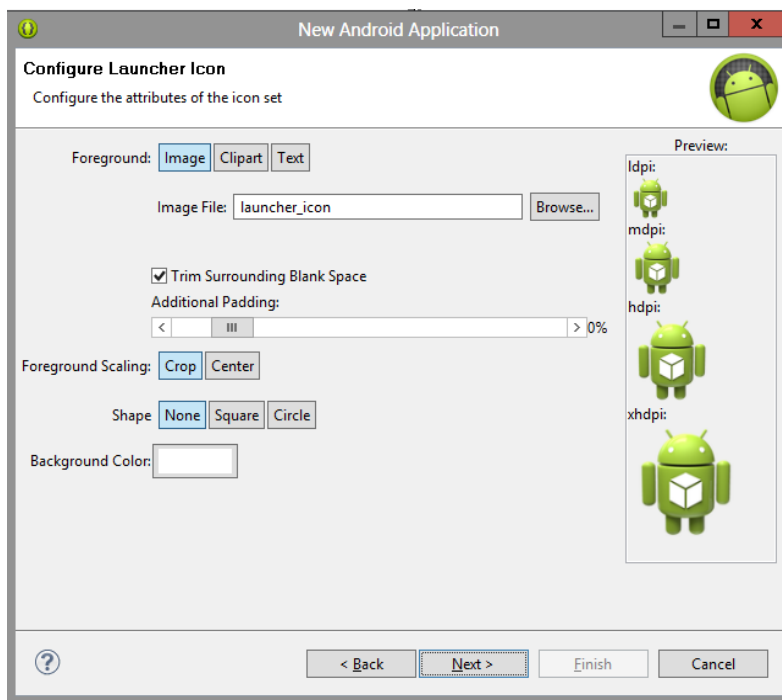 New Android Application
Configure Launcher Icon
Configure the attributes of the icon set
Foreground: Image Clipart Text
Image File: launcher_icon Browse...
Trim Surrounding Blank Space
Additional Padding:
0%
Foreground Scaling: Crop Center
Shape None Square Circle
Background Color:
Preview:
ldpi:
mdpi:
hdpi:
xhdpi:
< Back Next > Finish Cancel